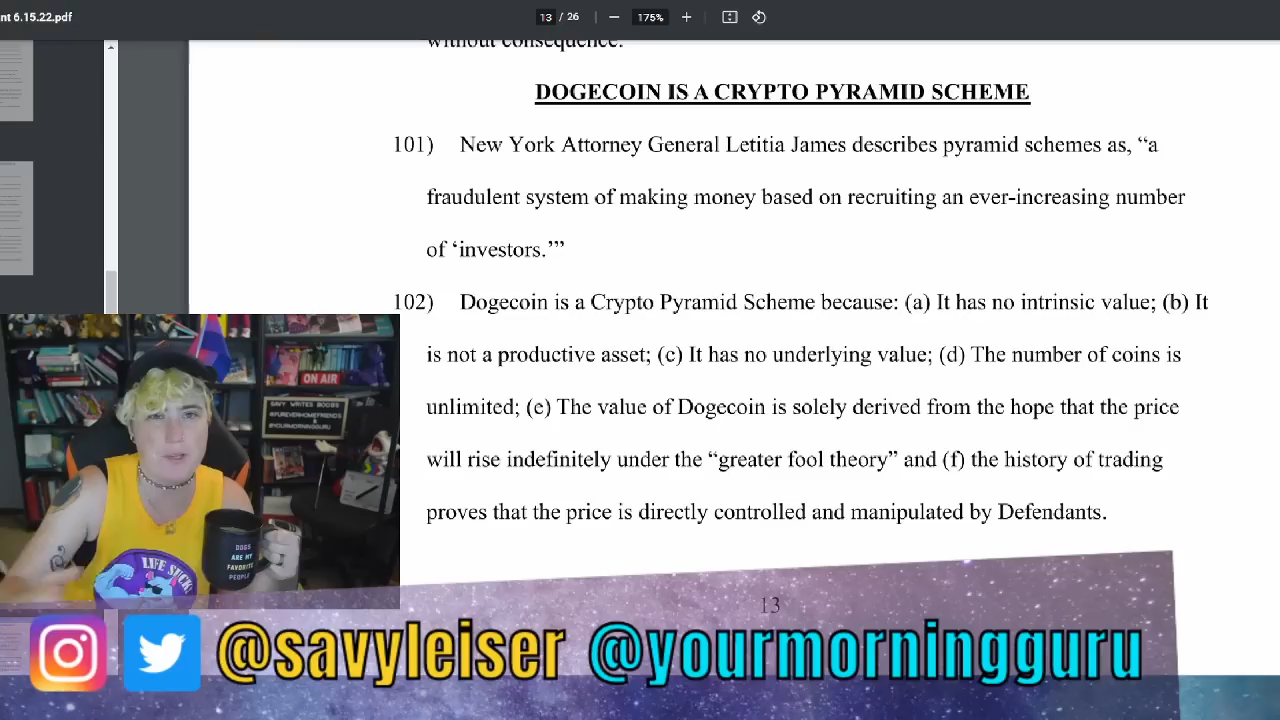 nt 6.15.22.pdf
13 / 26
175%
without consequence.
DOGECOIN IS A CRYPTO PYRAMID SCHEME
101) New York Attorney General Letitia James describes pyramid schemes as, “a
fraudulent system of making money based on recruiting an ever-increasing number
of ‘investors.’”
102) Dogecoin is a Crypto Pyramid Scheme because: (a) It has no intrinsic value; (b) It
is not a productive asset; (c) It has no underlying value; (d) The number of coins is
unlimited; (e) The value of Dogecoin is solely derived from the hope that the price
will rise indefinitely under the “greater fool theory” and (f) the history of trading
proves that the price is directly controlled and manipulated by Defendants.
13
ON AIR
SAVY WRITES BOOKS
@FUREVERHOMEFRIENDS
@YOURMORNINGGURU
DOGS
ARE MY
FAVORITE
PEOPLE
LIFE SUCKS
@savyleiser @yourmorningguru